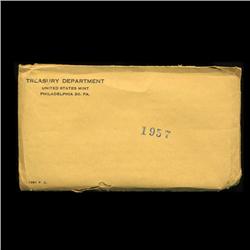 TREASURY DEPARTMENT
UNITED STATES MINT
PHILADELPHIA 30, PA.
1957